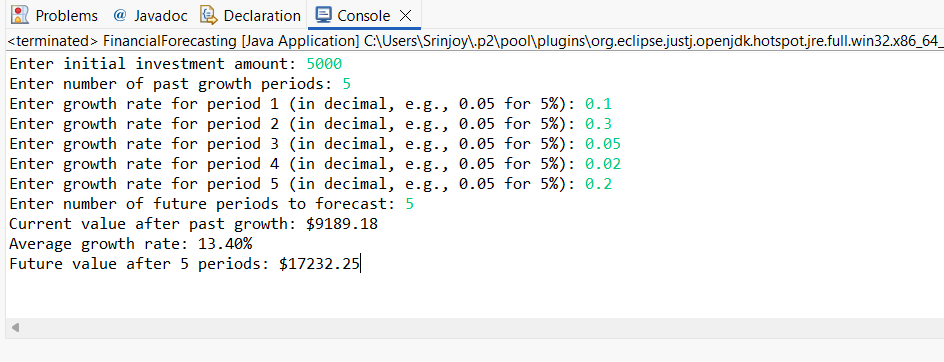 Problems @ Javadoc Declaration Console
<terminated> FinancialForecasting [Java Application] C:\Users\Srinjoy\.p2\pool\plugins\org.eclipse.justj.openjdk.hotspot.jre.full.win32.x86_64_
Enter initial investment amount: 5000
Enter number of past growth periods: 5
Enter growth rate for period 1 (in decimal, e.g., 0.05 for 5%): 0.1
Enter growth rate for period 2 (in decimal, e.g., 0.05 for 5%): 0.3
Enter growth rate for period 3 (in decimal, e.g., 0.05 for 5%): 0.05
Enter growth rate for period 4 (in decimal, e.g., 0.05 for 5%): 0.02
Enter growth rate for period 5 (in decimal, e.g., 0.05 for 5%): 0.2
Enter number of future periods to forecast: 5
Current value after past growth: $9189.18
Average growth rate: 13.40%
Future value after 5 periods: $17232.25